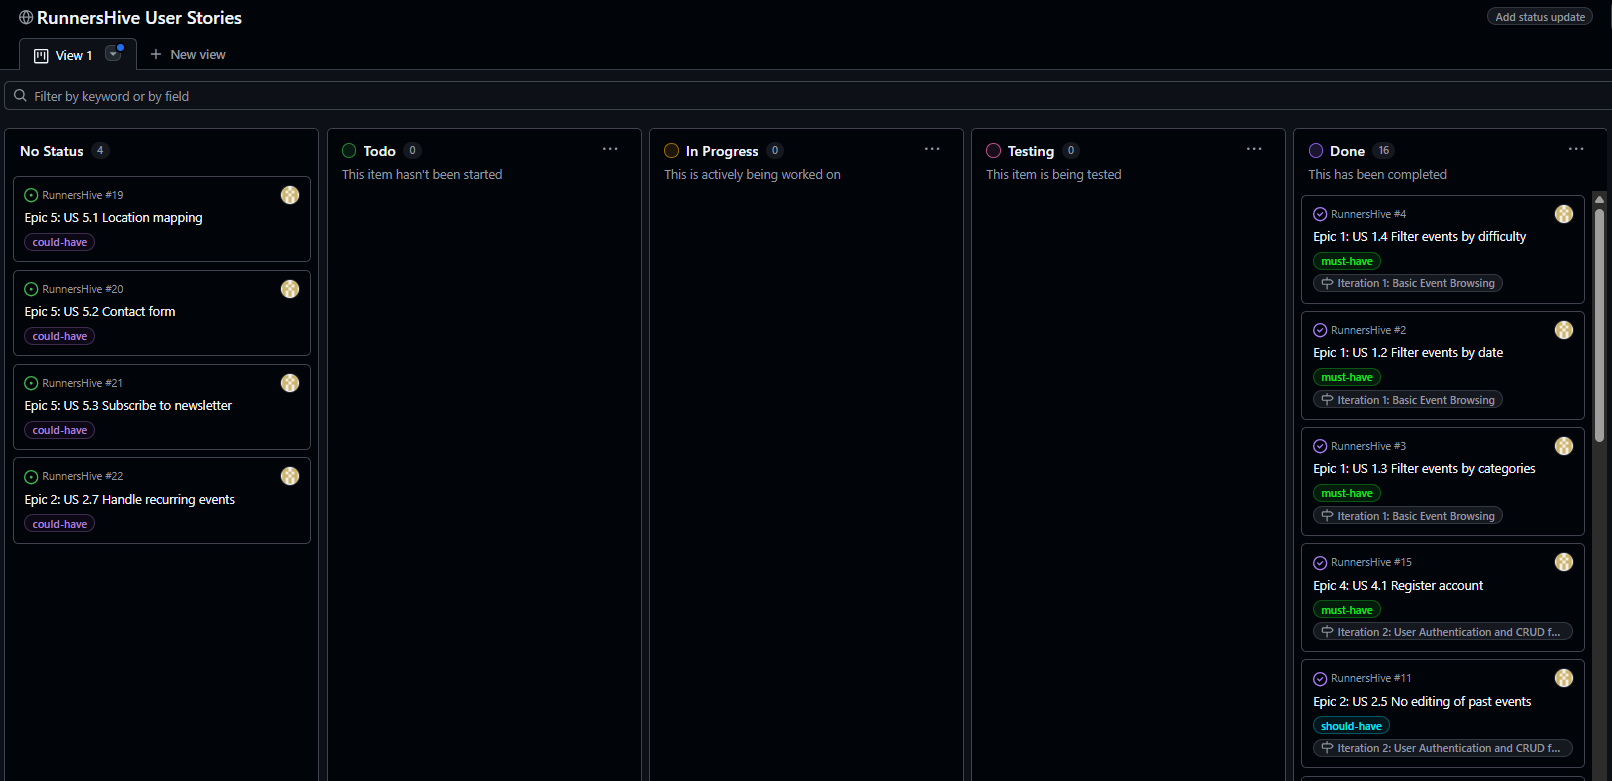 RunnersHive User Stories
Add status update
View 1
New view
Filter by keyword or by field
No Status 4
RunnersHive #19
Epic 5: US 5.1 Location mapping
could-have
RunnersHive #20
Epic 5: US 5.2 Contact form
could-have
RunnersHive #21
Epic 5: US 5.3 Subscribe to newsletter
could-have
RunnersHive #22
Epic 2: US 2.7 Handle recurring events
could-have
Todo 0
This item hasn't been started
In Progress 0
This is actively being worked on
Testing 0
This item is being tested
Done 16
This has been completed
RunnersHive #4
Epic 1: US 1.4 Filter events by difficulty
must-have
Iteration 1: Basic Event Browsing
RunnersHive #2
Epic 1: US 1.2 Filter events by date
must-have
Iteration 1: Basic Event Browsing
RunnersHive #3
Epic 1: US 1.3 Filter events by categories
must-have
Iteration 1: Basic Event Browsing
RunnersHive #15
Epic 4: US 4.1 Register account
must-have
Iteration 2: User Authentication and CRUD f...
RunnersHive #11
Epic 2: US 2.5 No editing of past events
should-have
Iteration 2: User Authentication and CRUD f...